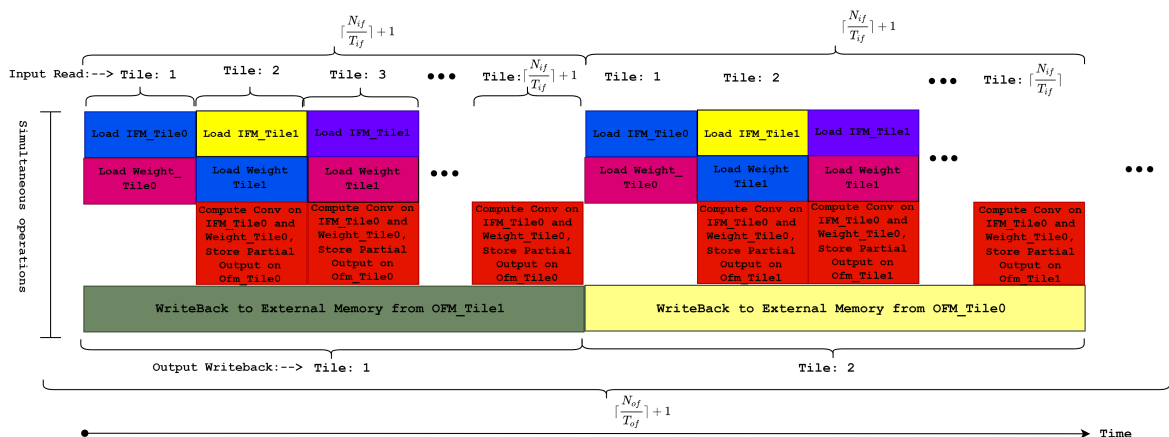 ⌈N_if/T_if⌉+1
⌈N_if/T_if⌉+1
Input Read:-->
Tile: 1
Tile: 2
Tile: 3
Tile:⌈N_if/T_if⌉+1
Tile: 1
Tile: 2
Tile: ⌈N_if/T_if⌉
Simultaneous operations
Load IFM_Tile0
Load IFM_Tile1
Load IFM_Tile1
Load IFM_Tile0
Load IFM_Tile1
Load IFM_Tile1
Load Weight_
Tile0
Load Weight
Tile1
Load Weight
Tile1
Load Weight_
Tile0
Load Weight
Tile1
Load Weight
Tile1
Compute Conv on
IFM_Tile0 and
Weight_Tile0,
Store Partial
Output on
Ofm_Tile0
Compute Conv on
IFM_Tile0 and
Weight_Tile0,
Store Partial
Output on
Ofm_Tile0
Compute Conv on
IFM_Tile0 and
Weight_Tile0,
Store Partial
Output on
Ofm_Tile0
Compute Conv on
IFM_Tile0 and
Weight_Tile0,
Store Partial
Output on
Ofm_Tile1
Compute Conv on
IFM_Tile0 and
Weight_Tile0,
Store Partial
Output on
Ofm_Tile1
Compute Conv on
IFM_Tile0 and
Weight_Tile0,
Store Partial
Output on
Ofm_Tile1
WriteBack to External Memory from OFM_Tile1
WriteBack to External Memory from OFM_Tile0
Output Writeback:--> Tile: 1
Tile: 2
⌈N_of/T_of⌉+1
Time